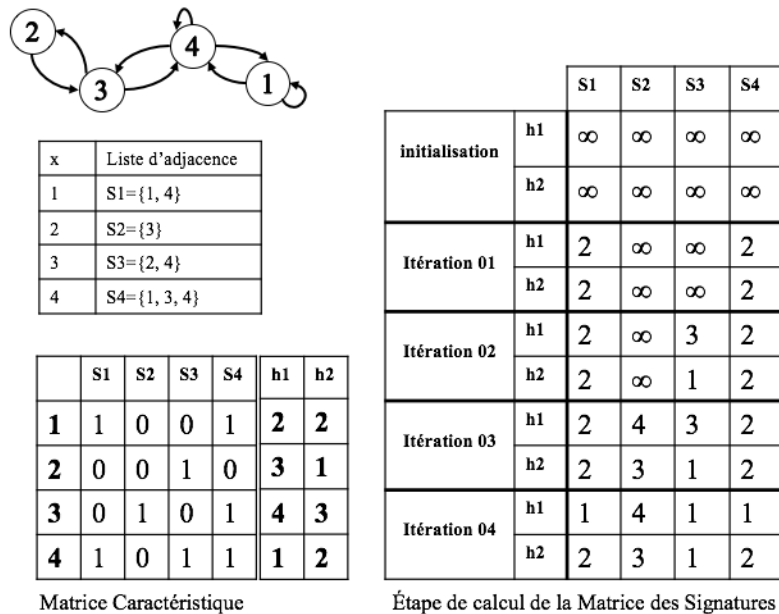 2
3
4
1
x Liste d'adjacence
1 S1={1, 4}
2 S2={3}
3 S3={2, 4}
4 S4={1, 3, 4}
S1 S2 S3 S4 h1 h2
1 1 0 0 1 2 2
2 0 0 1 0 3 1
3 0 1 0 1 4 3
4 1 0 1 1 1 2
Matrice Caractéristique
S1 S2 S3 S4
initialisation h1 ∞ ∞ ∞ ∞
h2 ∞ ∞ ∞ ∞
Itération 01 h1 2 ∞ ∞ 2
h2 2 ∞ ∞ 2
Itération 02 h1 2 ∞ 3 2
h2 2 ∞ 1 2
Itération 03 h1 2 4 3 2
h2 2 3 1 2
Itération 04 h1 1 4 1 1
h2 2 3 1 2
Étape de calcul de la Matrice des Signatures